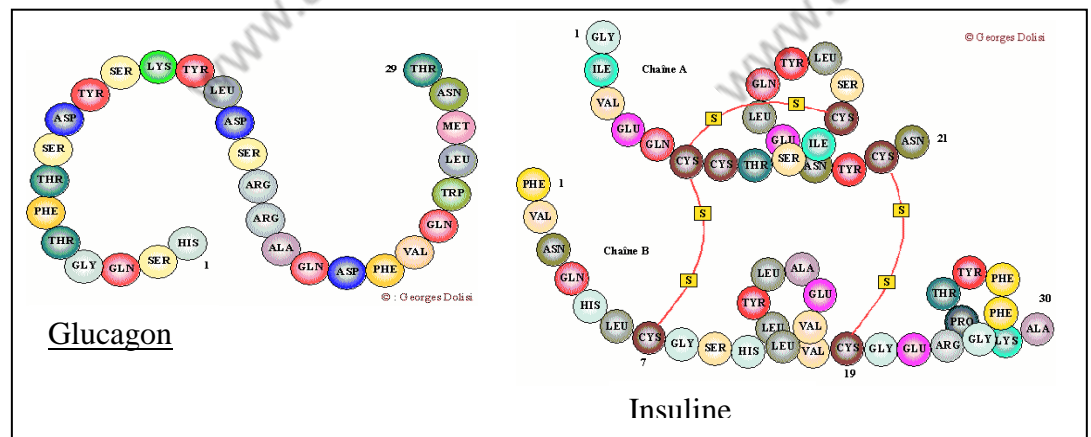 www.
www.
© Georges Dolisi
1 HIS SER GLN GLY THR PHE THR SER ASP TYR SER LYS TYR LEU ASP SER ARG ARG ALA GLN ASP PHE VAL GLN TRP LEU MET ASN THR 29
© : Georges Dolisi
Glucagon
Chaîne A
1 GLY ILE VAL GLU GLN CYS CYS THR SER ILE CYS SER LEU TYR GLN LEU GLU ASN TYR CYS ASN 21
S S
S S
S S
Chaîne B
1 PHE VAL ASN GLN HIS LEU CYS GLY SER HIS LEU VAL GLU ALA LEU TYR LEU VAL CYS GLY GLU ARG GLY PHE PHE TYR THR PRO LYS ALA 30
7 19
Insuline